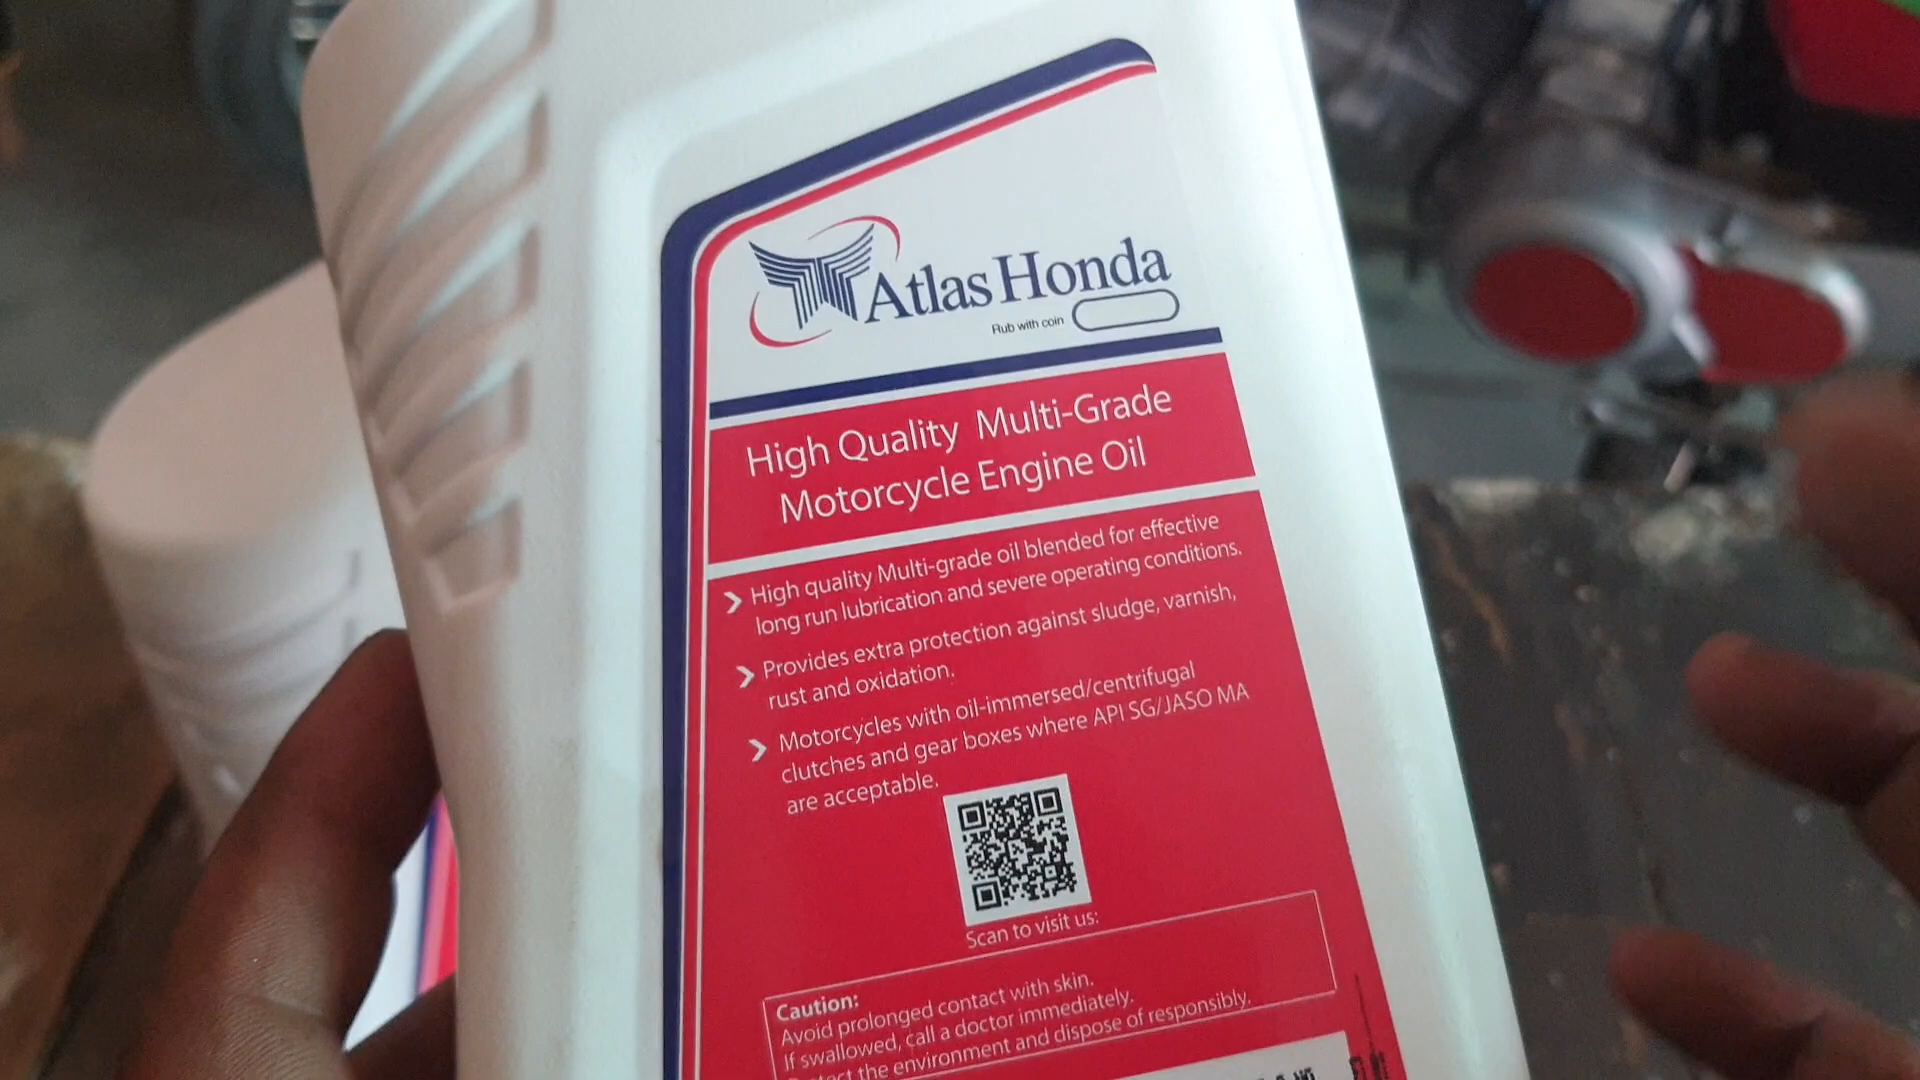 Atlas Honda
Rub with coin
High Quality Multi-Grade
Motorcycle Engine Oil
High quality Multi-grade oil blended for effective
long run lubrication and severe operating conditions.
Provides extra protection against sludge, varnish,
rust and oxidation.
Motorcycles with oil-immersed/centrifugal
clutches and gear boxes where API SG/JASO MA
are acceptable.
Scan to visit us:
Caution:
Avoid prolonged contact with skin.
If swallowed, call a doctor immediately.
Protect the environment and dispose of responsibly.